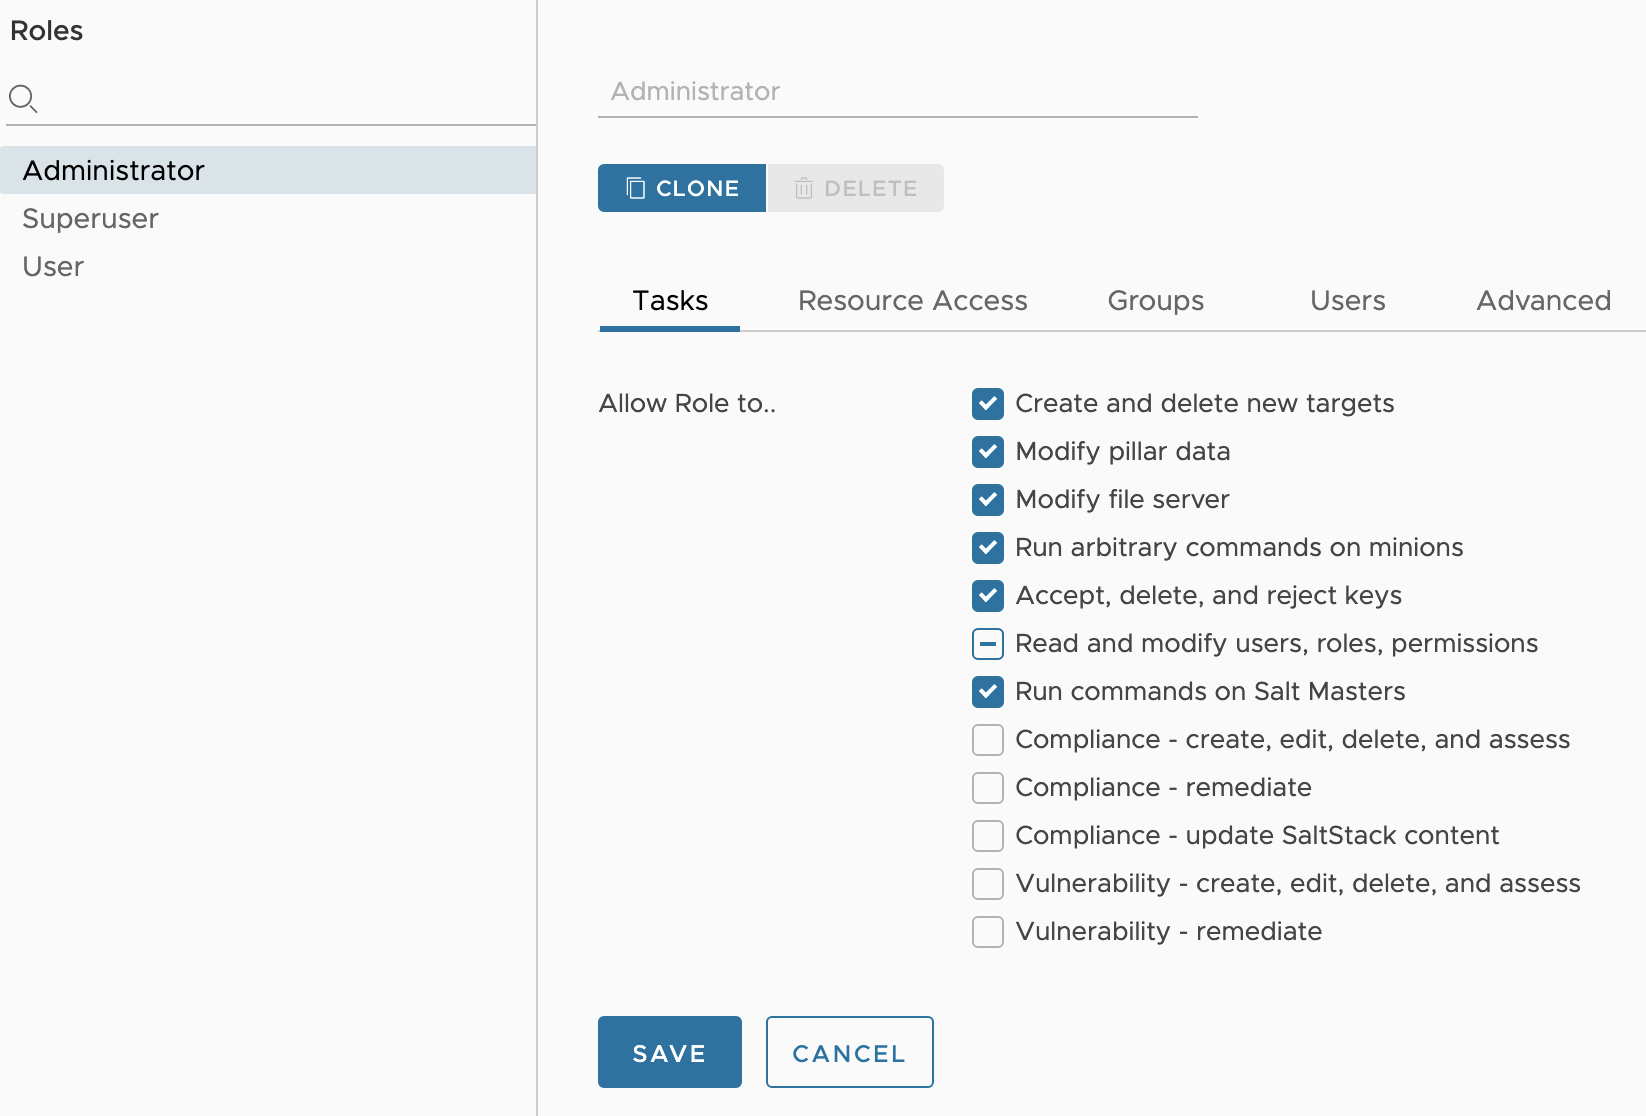 Roles
Administrator
Superuser
User
Administrator
CLONE
DELETE
Tasks
Resource Access
Groups
Users
Advanced
Allow Role to..
Create and delete new targets
Modify pillar data
Modify file server
Run arbitrary commands on minions
Accept, delete, and reject keys
Read and modify users, roles, permissions
Run commands on Salt Masters
Compliance - create, edit, delete, and assess
Compliance - remediate
Compliance - update SaltStack content
Vulnerability - create, edit, delete, and assess
Vulnerability - remediate
SAVE
CANCEL